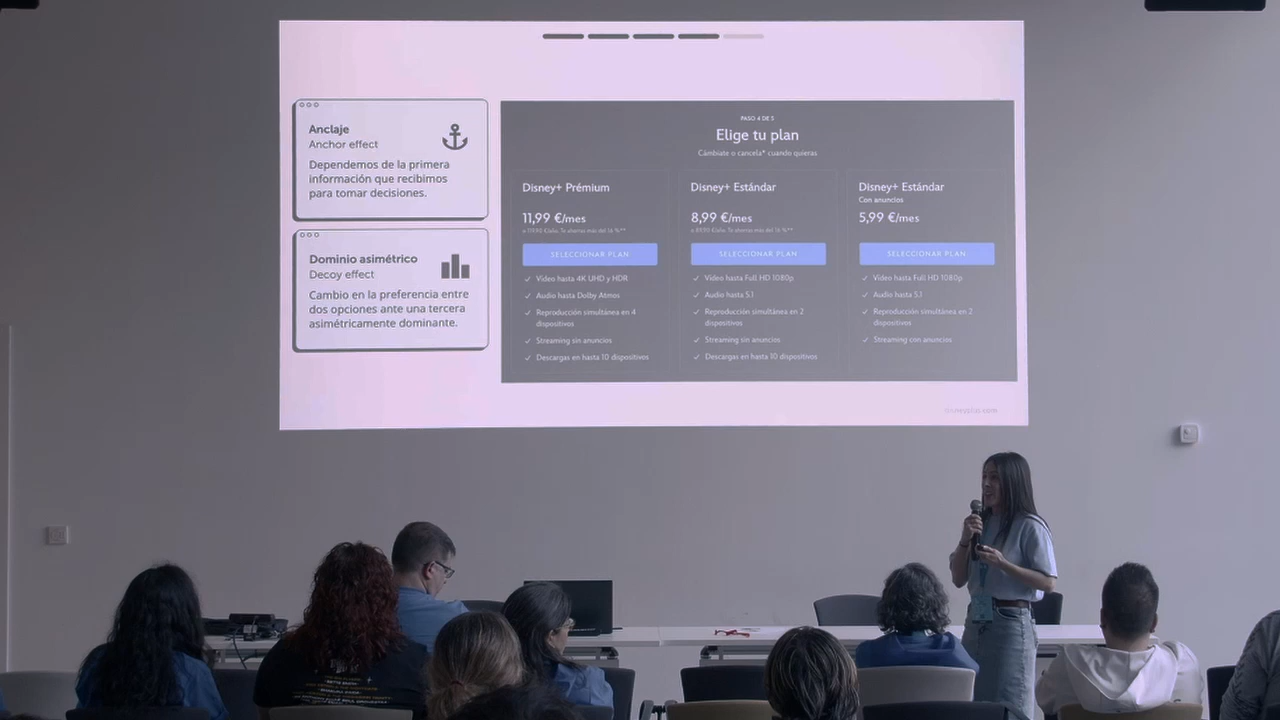 Anclaje
Anchor effect
Dependemos de la primera
información que recibimos
para tomar decisiones.
Dominio asimétrico
Decoy effect
Cambio en la preferencia entre
dos opciones ante una tercera
asimétricamente dominante.
PASO 4 DE 5
Elige tu plan
Cámbiate o cancela* cuando quieras
Disney+ Prémium
11,99 €/mes
SELECCIONAR PLAN
Vídeo hasta 4K UHD y HDR
Audio hasta Dolby Atmos
Reproducción simultánea en 4
dispositivos
Streaming sin anuncios
Descargas en hasta 10 dispositivos
Disney+ Estándar
8,99 €/mes
SELECCIONAR PLAN
Vídeo hasta Full HD 1080p
Audio hasta 5.1
Reproducción simultánea en 2
dispositivos
Streaming sin anuncios
Descargas en hasta 10 dispositivos
Disney+ Estándar
Con anuncios
5,99 €/mes
SELECCIONAR PLAN
Vídeo hasta Full HD 1080p
Audio hasta 5.1
Reproducción simultánea en 2
dispositivos
Streaming con anuncios
disneyplus.com